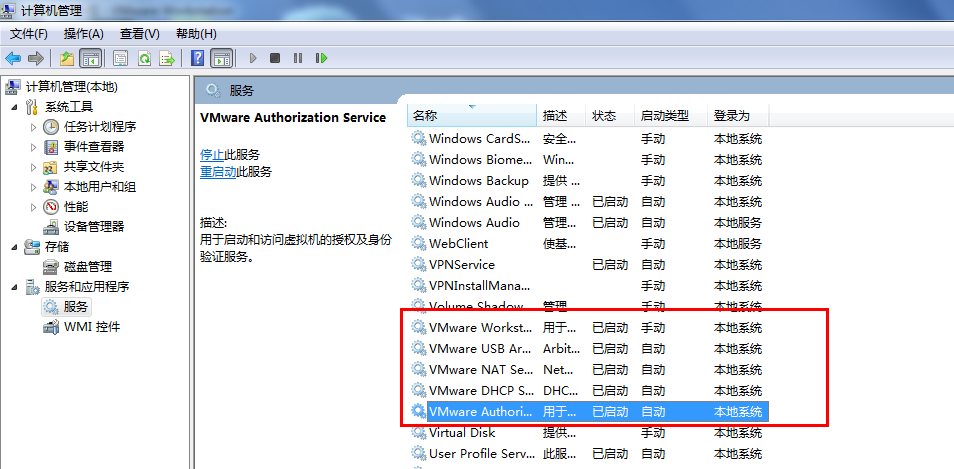 计算机管理
文件(F) 操作(A) 查看(V) 帮助(H)
计算机管理(本地)
系统工具
任务计划程序
事件查看器
共享文件夹
本地用户和组
性能
设备管理器
存储
磁盘管理
服务和应用程序
服务
WMI 控件
服务
VMware Authorization Service
停止此服务
重启动此服务
描述:
用于启动和访问虚拟机的授权及身份
验证服务。
名称 描述 状态 启动类型 登录为
Windows CardS... 安全... 手动 本地系统
Windows Biome... Win... 手动 本地系统
Windows Backup 提供 ... 手动 本地系统
Windows Audio ... 管理 ... 已启动 自动 本地系统
Windows Audio 管理... 已启动 自动 本地服务
WebClient 使基... 手动 本地服务
VPNService 已启动 自动 本地系统
VPNInstallMana... 手动 本地系统
Volume Shadow 管理 手动 本地系统
VMware Workst... 用于... 已启动 手动 本地系统
VMware USB Ar... Arbit... 已启动 自动 本地系统
VMware NAT Se... Net... 已启动 自动 本地系统
VMware DHCP S... DHC... 已启动 自动 本地系统
VMware Authori... 用于... 已启动 自动 本地系统
Virtual Disk 提供... 手动 本地系统
User Profile Serv... 此服... 已启动 自动 本地系统